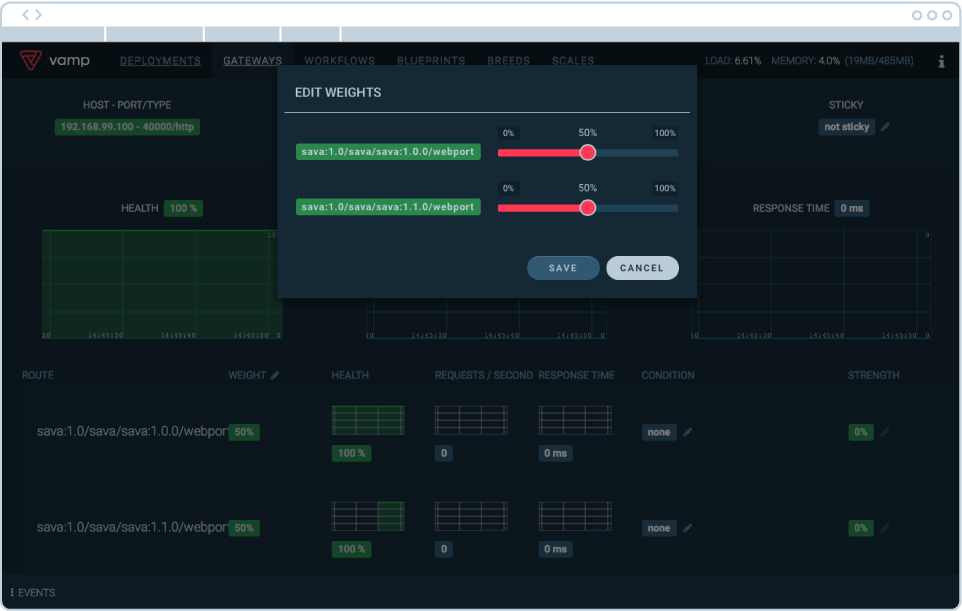 vamp DEPLOYMENTS GATEWAYS WORKFLOWS BLUEPRINTS BREEDS SCALES LOAD: 6.61% MEMORY: 4.0% (19MB/485MB) i
EDIT WEIGHTS
HOST - PORT/TYPE
STICKY
192.168.99.100 - 40000/http
not sticky
0% 50% 100%
sava:1.0/sava/sava:1.0.0/webport
0% 50% 100%
sava:1.0/sava/sava:1.1.0/webport
HEALTH 100 %
RESPONSE TIME 0 ms
SAVE CANCEL
10
0
20 14:45:30 14:45:40 14:45:50 0
14:45:30 14:45:40 14:45:50 0
14:45:30 14:45:40 14:45:50 0
ROUTE WEIGHT HEALTH REQUESTS / SECOND RESPONSE TIME CONDITION STRENGTH
sava:1.0/sava/sava:1.0.0/webpor 50% none 0%
100 % 0 0 ms
sava:1.0/sava/sava:1.1.0/webpor 50% none 0%
100 % 0 0 ms
EVENTS